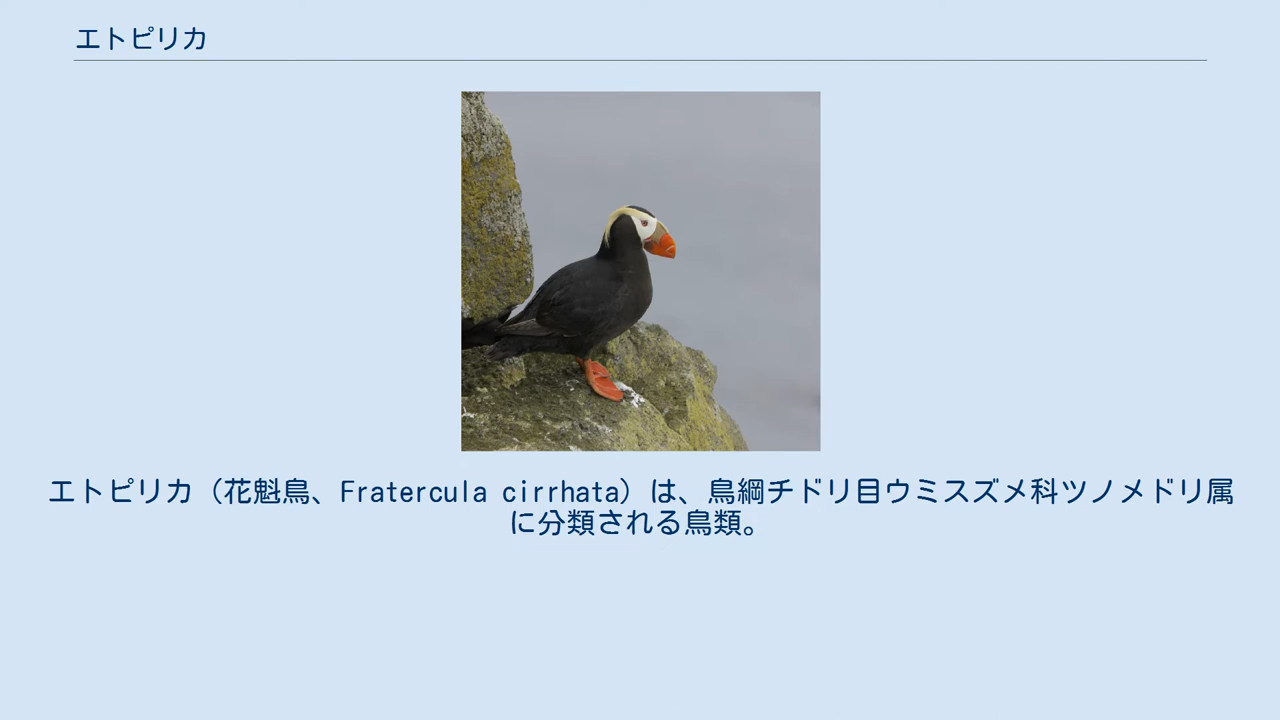 エトピリカ
エトピリカ（花魁鳥、Fratercula cirrhata）は、鳥綱チドリ目ウミスズメ科ツノメドリ属
に分類される鳥類。